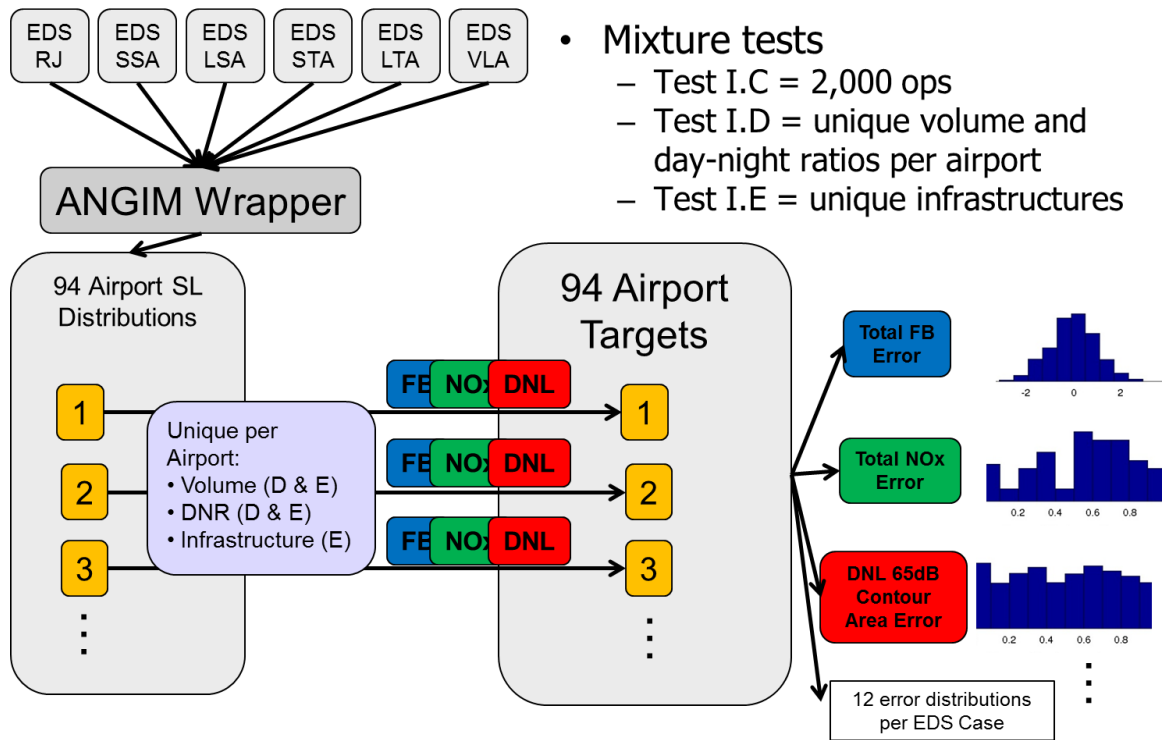 EDS
RJ
EDS
SSA
EDS
LSA
EDS
STA
EDS
LTA
EDS
VLA
• Mixture tests
– Test I.C = 2,000 ops
– Test I.D = unique volume and
day-night ratios per airport
– Test I.E = unique infrastructures
ANGIM Wrapper
94 Airport SL
Distributions
94 Airport
Targets
1
2
3
Unique per
Airport:
• Volume (D & E)
• DNR (D & E)
• Infrastructure (E)
FB NOx DNL
FB NOx DNL
FB NOx DNL
1
2
3
Total FB
Error
-2 0 2
Total NOx
Error
0.2 0.4 0.6 0.8
DNL 65dB
Contour
Area Error
0.2 0.4 0.6 0.8
12 error distributions
per EDS Case